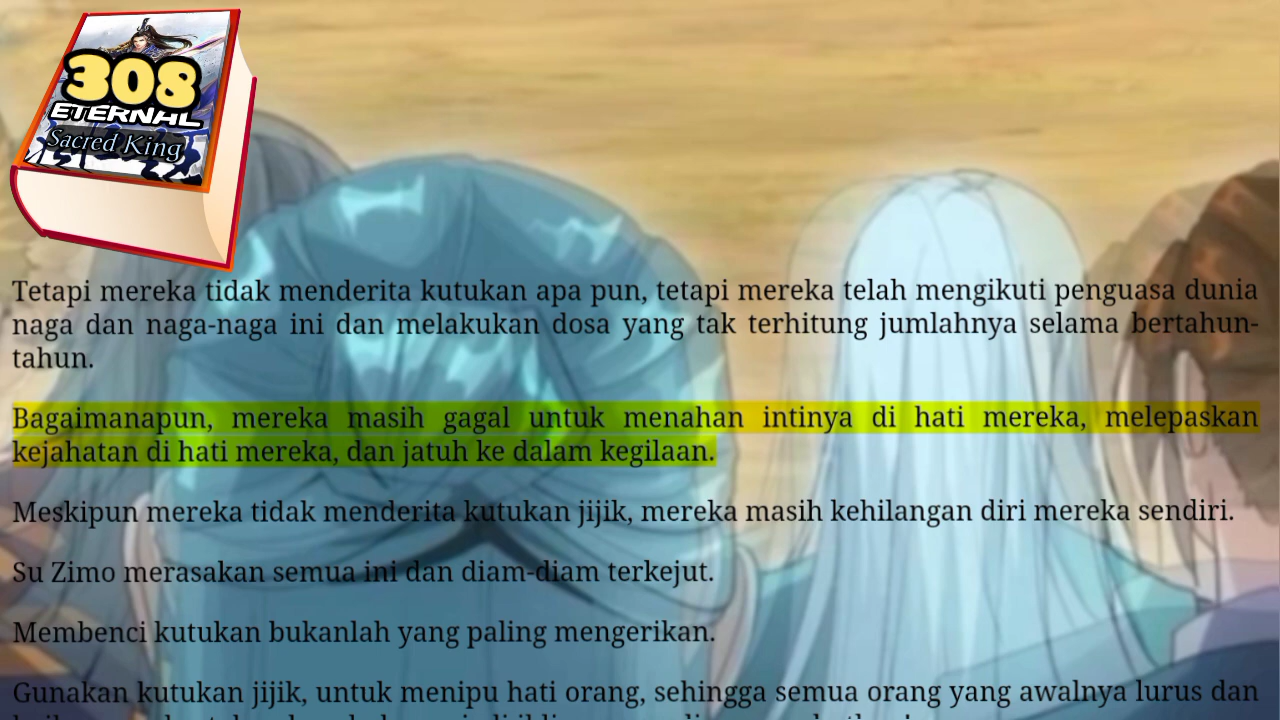 308
ETERNAL
Sacred King
Tetapi mereka tidak menderita kutukan apa pun, tetapi mereka telah mengikuti penguasa dunia
naga dan naga-naga ini dan melakukan dosa yang tak terhitung jumlahnya selama bertahun-
tahun.
Bagaimanapun, mereka masih gagal untuk menahan intinya di hati mereka, melepaskan
kejahatan di hati mereka, dan jatuh ke dalam kegilaan.
Meskipun mereka tidak menderita kutukan jijik, mereka masih kehilangan diri mereka sendiri.
Su Zimo merasakan semua ini dan diam-diam terkejut.
Membenci kutukan bukanlah yang paling mengerikan.
Gunakan kutukan jijik, untuk menipu hati orang, sehingga semua orang yang awalnya lurus dan